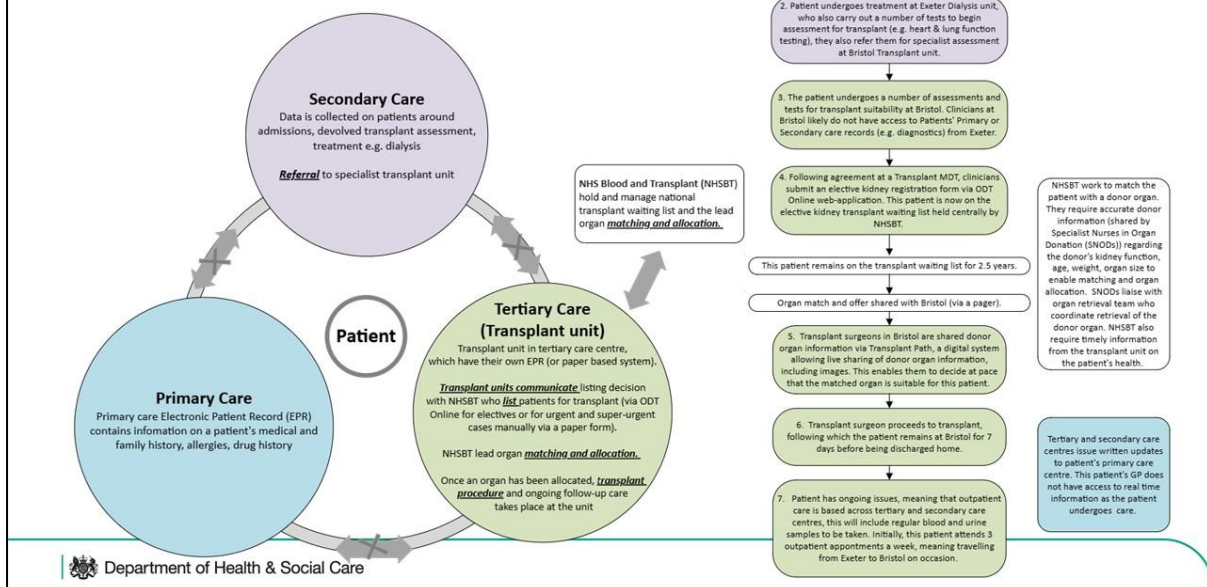 2. Patient undergoes treatment at Exeter Dialysis unit,
who also carry out a number of tests to begin
assessment for transplant (e.g. heart & lung function
testing), they also refer them for specialist assessment
at Bristol Transplant unit.
Secondary Care
Data is collected on patients around
admissions, devolved transplant assessment,
treatment e.g. dialysis
Referral to specialist transplant unit
3. The patient undergoes a number of assessments and
tests for transplant suitability at Bristol. Clinicians at
Bristol likely do not have access to Patients' Primary or
Secondary care records (e.g. diagnostics) from Exeter.
NHS Blood and Transplant (NHSBT)
hold and manage national
transplant waiting list and the lead
organ matching and allocation.
4. Following agreement at a Transplant MDT, clinicians
submit an elective kidney registration form via ODT
Online web-application. This patient is now on the
elective kidney transplant waiting list held centrally by
NHSBT.
NHSBT work to match the
patient with a donor organ.
They require accurate donor
information (shared by
Specialist Nurses in Organ
Donation (SNODs)) regarding
the donor's kidney function,
age, weight, organ size to
enable matching and organ
allocation. SNODs liaise with
organ retrieval team who
coordinate retrieval of the
donor organ. NHSBT also
require timely information
from the transplant unit on
the patient's health.
This patient remains on the transplant waiting list for 2.5 years.
Organ match and offer shared with Bristol (via a pager).
Patient
Tertiary Care
(Transplant unit)
Transplant unit in tertiary care centre,
which have their own EPR (or paper based system).
Transplant units communicate listing decision
with NHSBT who list patients for transplant (via ODT
Online for electives or for urgent and super-urgent
cases manually via a paper form).
NHSBT lead organ matching and allocation.
Once an organ has been allocated, transplant
procedure and ongoing follow-up care
takes place at the unit
Primary Care
Primary care Electronic Patient Record (EPR)
contains infomation on a patient's medical and
family history, allergies, drug history
5. Transplant surgeons in Bristol are shared donor
organ information via Transplant Path, a digital system
allowing live sharing of donor organ information,
including images. This enables them to decide at pace
that the matched organ is suitable for this patient.
6. Transplant surgeon proceeds to transplant,
following which the patient remains at Bristol for 7
days before being discharged home.
Tertiary and secondary care
centres issue written updates
to patient's primary care
centre. This patient's GP does
not have access to real time
information as the patient
undergoes care.
7. Patient has ongoing issues, meaning that outpatient
care is based across tertiary and secondary care
centres, this will include regular blood and urine
samples to be taken. Initially, this patient attends 3
outpatient appontments a week, meaning travelling
from Exeter to Bristol on occasion.
Department of Health & Social Care